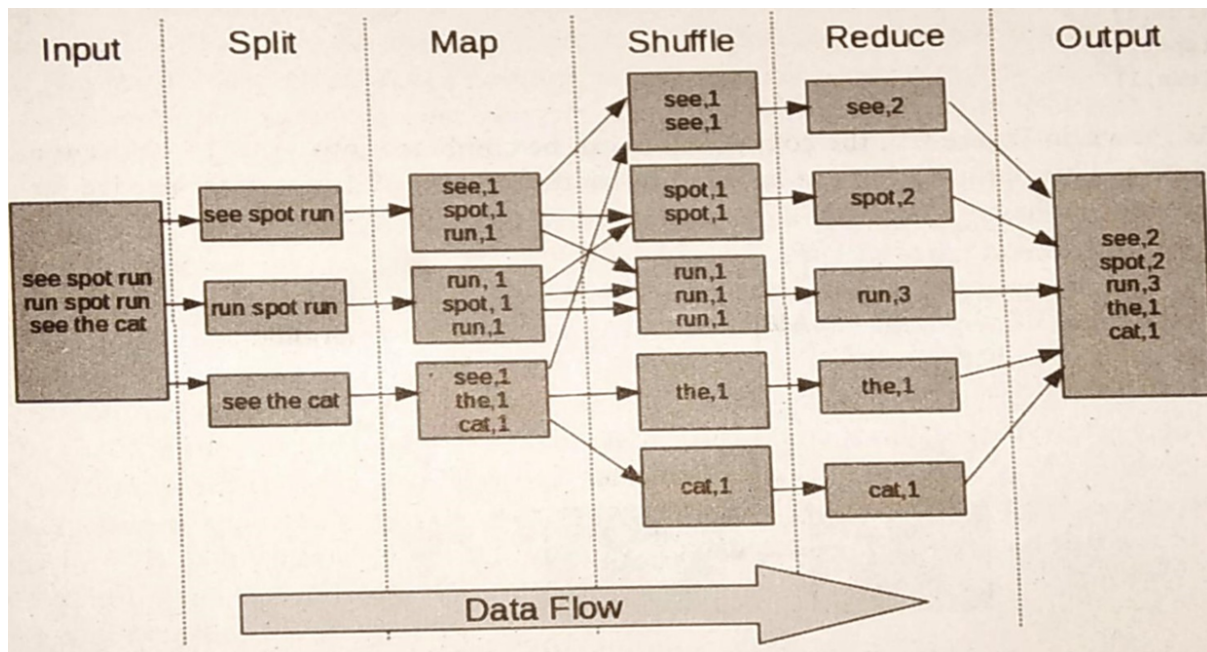 Input
Split
Map
Shuffle
Reduce
Output
see spot run
run spot run
see the cat
see spot run
run spot run
see the cat
see,1
spot,1
run,1
run, 1
spot, 1
run,1
see,1
the,1
cat,1
see,1
see,1
spot,1
spot,1
run,1
run,1
run,1
the,1
cat,1
see,2
spot,2
run,3
the,1
cat,1
see,2
spot,2
run,3
the,1
cat,1
Data Flow